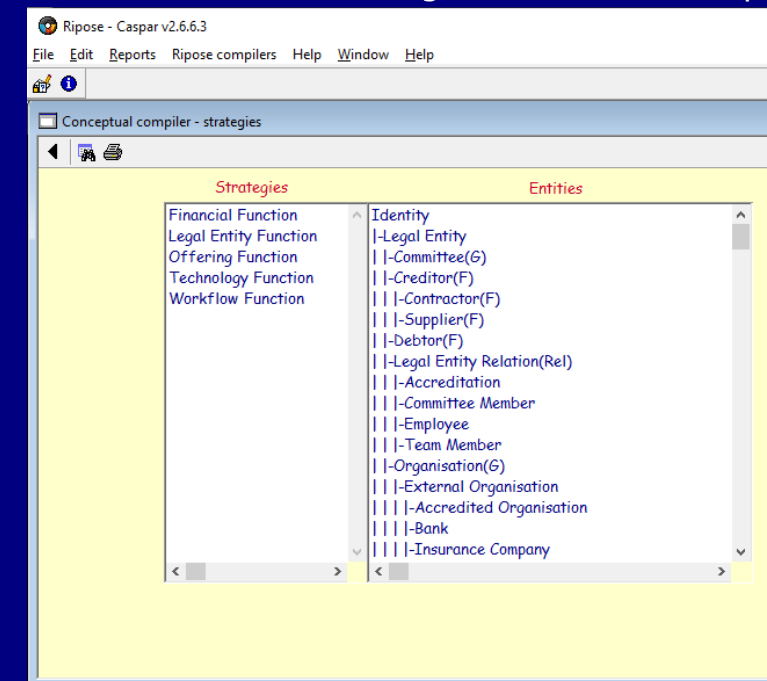 Ripose - Caspar v2.6.6.3
File Edit Reports Ripose compilers Help Window Help
Conceptual compiler - strategies
Strategies
Financial Function
Legal Entity Function
Offering Function
Technology Function
Workflow Function
Entities
Identity
|-Legal Entity
| |-Committee(G)
| |-Creditor(F)
| | |-Contractor(F)
| | |-Supplier(F)
| |-Debtor(F)
| |-Legal Entity Relation(Rel)
| | |-Accreditation
| | |-Committee Member
| | |-Employee
| | |-Team Member
| |-Organisation(G)
| | |-External Organisation
| | | |-Accredited Organisation
| | | |-Bank
| | | |-Insurance Company